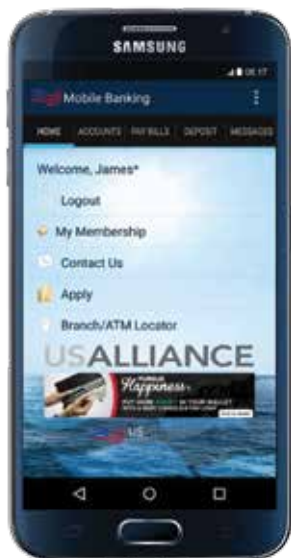 SAMSUNG
Mobile Banking
HOME ACCOUNTS PAY BILLS DEPOSIT MESSAGES
Welcome, James*
Logout
My Membership
Contact Us
Apply
Branch/ATM Locator
USALLIANCE
Happiness
US